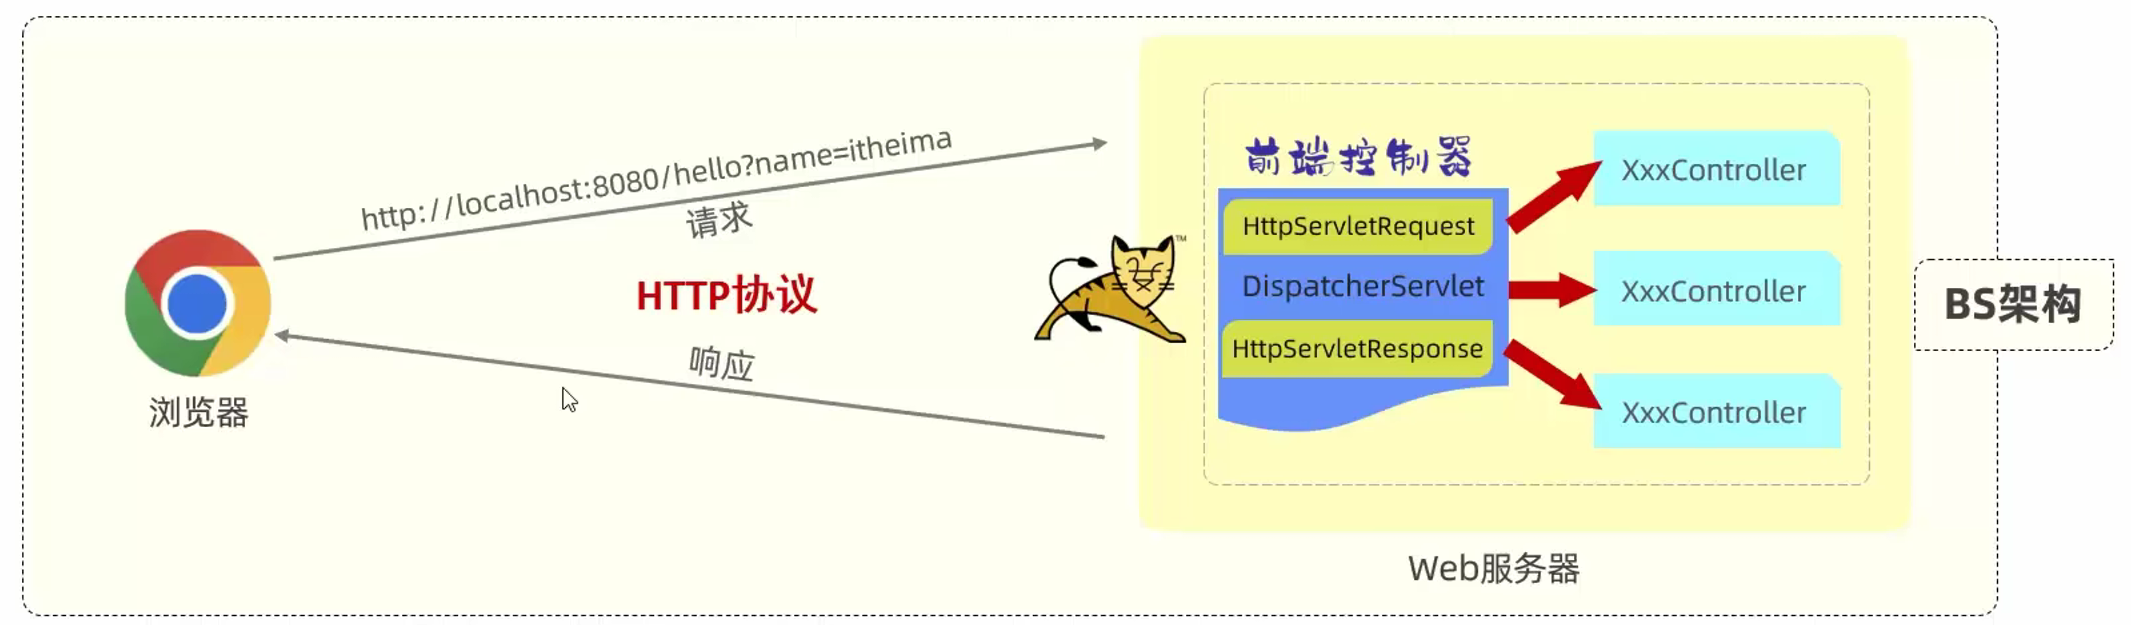 http://localhost:8080/hello?name=itheima
请求
HTTP协议
响应
浏览器
™
前端控制器
HttpServletRequest
DispatcherServlet
HttpServletResponse
XxxController
XxxController
XxxController
Web服务器
BS架构